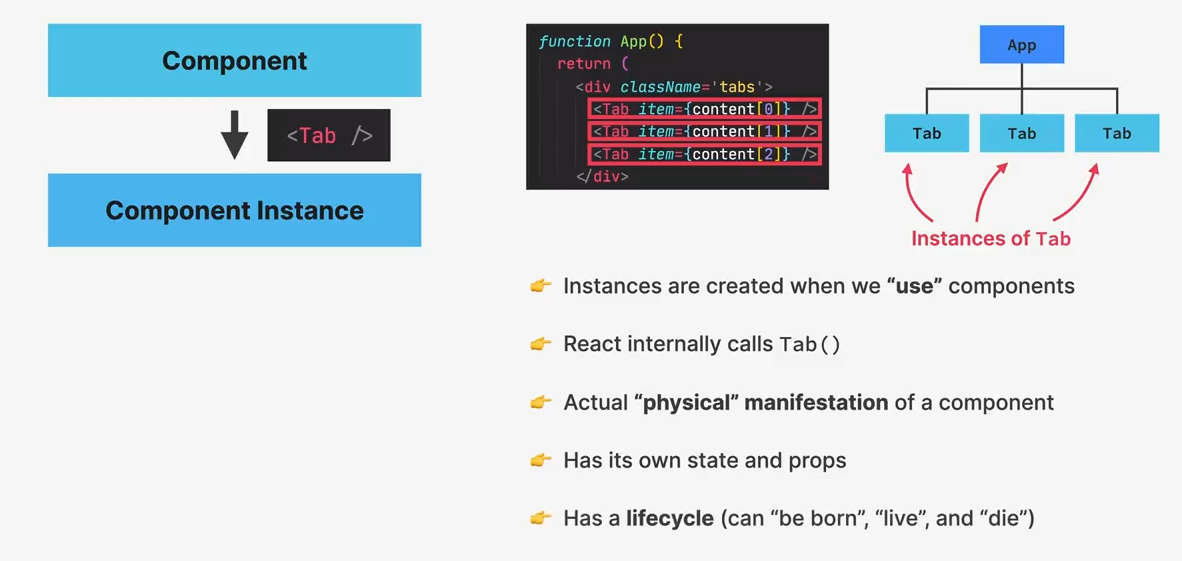 Component
<Tab />
Component Instance
function App() {
return (
<div className='tabs'>
<Tab item={content[0]} />
<Tab item={content[1]} />
<Tab item={content[2]} />
</div>
App
Tab
Tab
Tab
Instances of Tab
👉 Instances are created when we “use” components
👉 React internally calls Tab()
👉 Actual “physical” manifestation of a component
👉 Has its own state and props
👉 Has a lifecycle (can “be born”, “live”, and “die”)